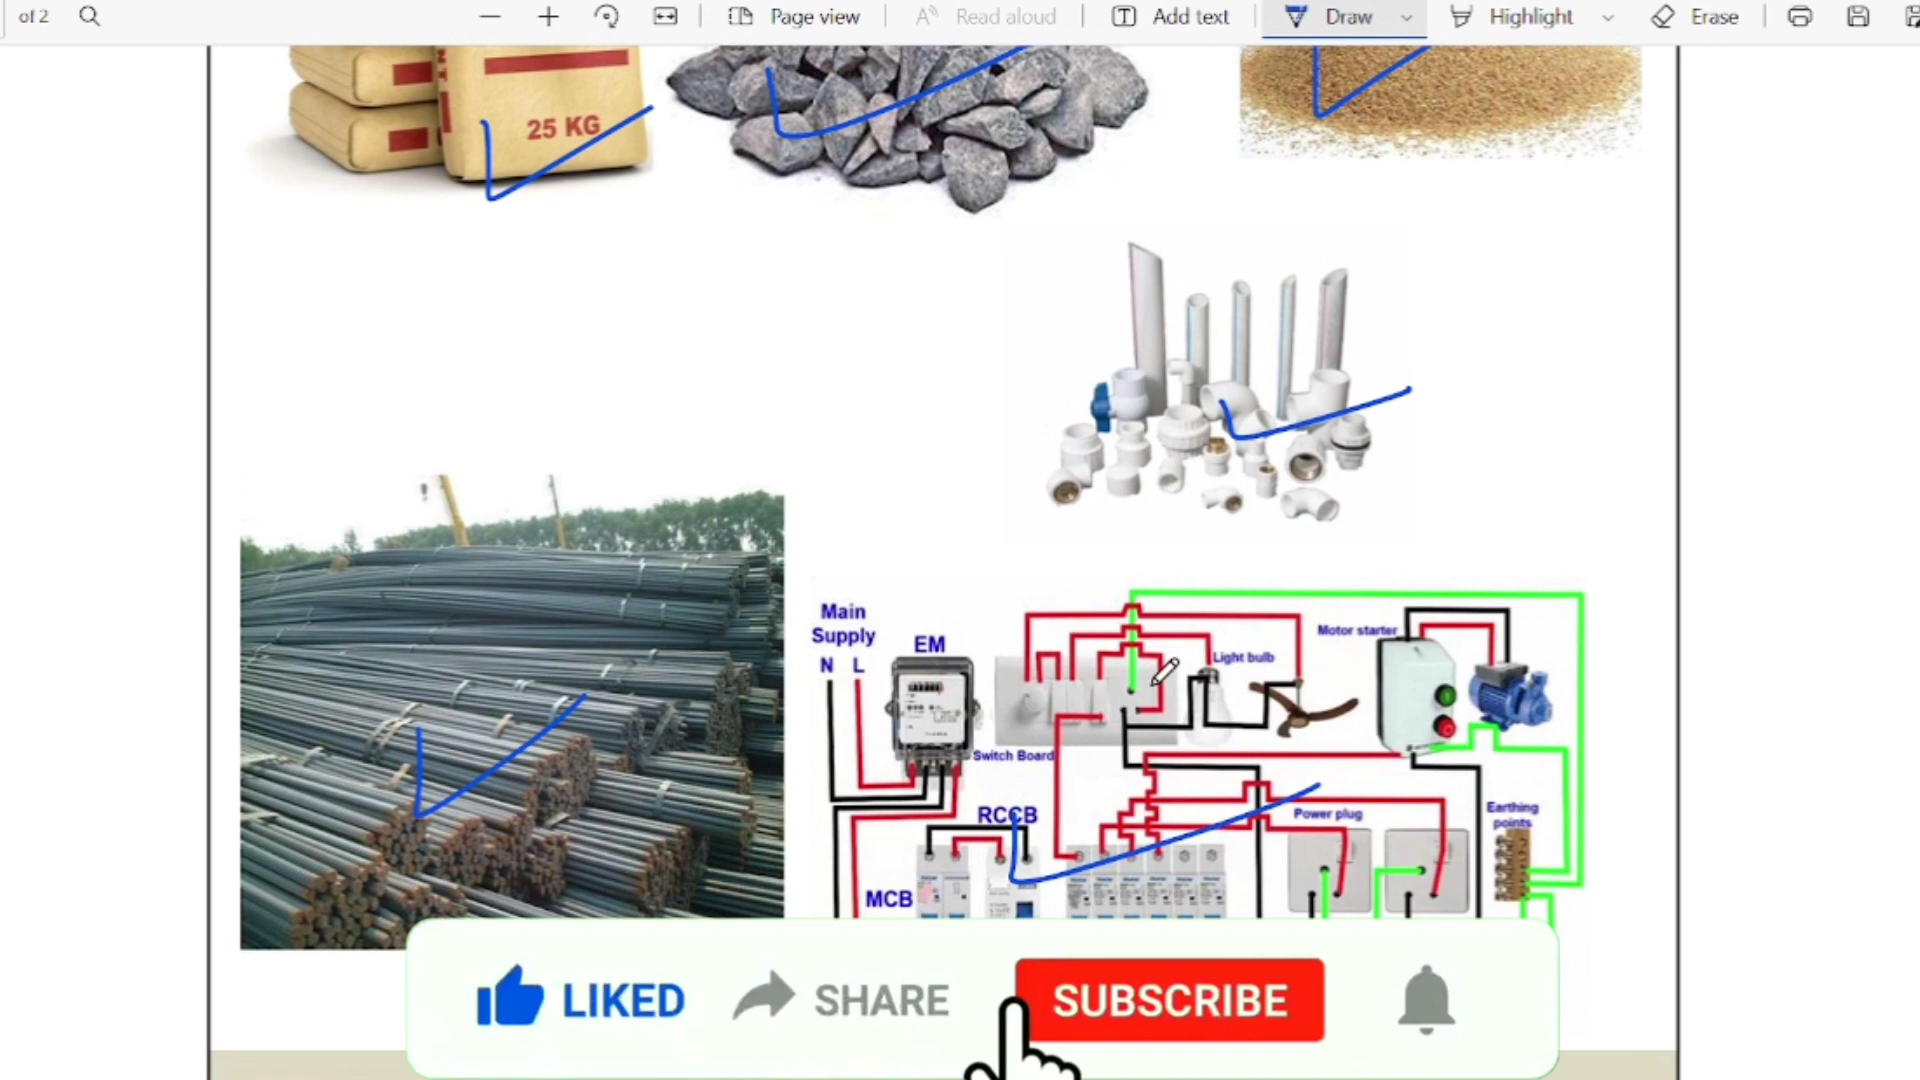 of 2
Page view
Read aloud
Add text
Draw
Highlight
Erase
25 KG
Main
Supply
N L
EM
Light bulb
Motor starter
Switch Board
RCCB
Power plug
Earthing
points
MCB
LIKED
SHARE
SUBSCRIBE